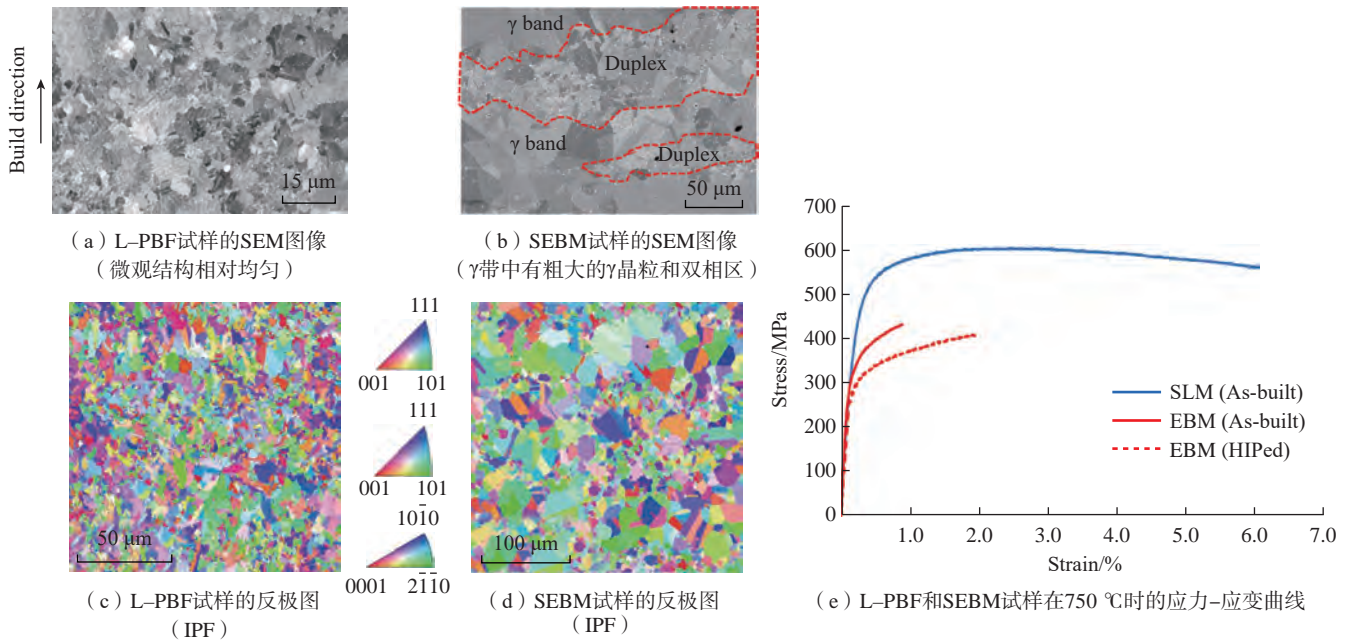 Build direction
15 μm
(a)L–PBF试样的SEM图像
(微观结构相对均匀)
γ band
Duplex
γ band
Duplex
50 μm
(b)SEBM试样的SEM图像
(γ带中有粗大的γ晶粒和双相区)
50 μm
(c)L–PBF试样的反极图
(IPF)
111
001 101
111
001 101
101̄0
0001 2̄1̄1̄0
100 μm
(d)SEBM试样的反极图
(IPF)
Stress/MPa
700
600
500
400
300
200
100
0
1.0 2.0 3.0 4.0 5.0 6.0 7.0
Strain/%
SLM (As-built)
EBM (As-built)
EBM (HIPed)
(e)L–PBF和SEBM试样在750 ℃时的应力–应变曲线